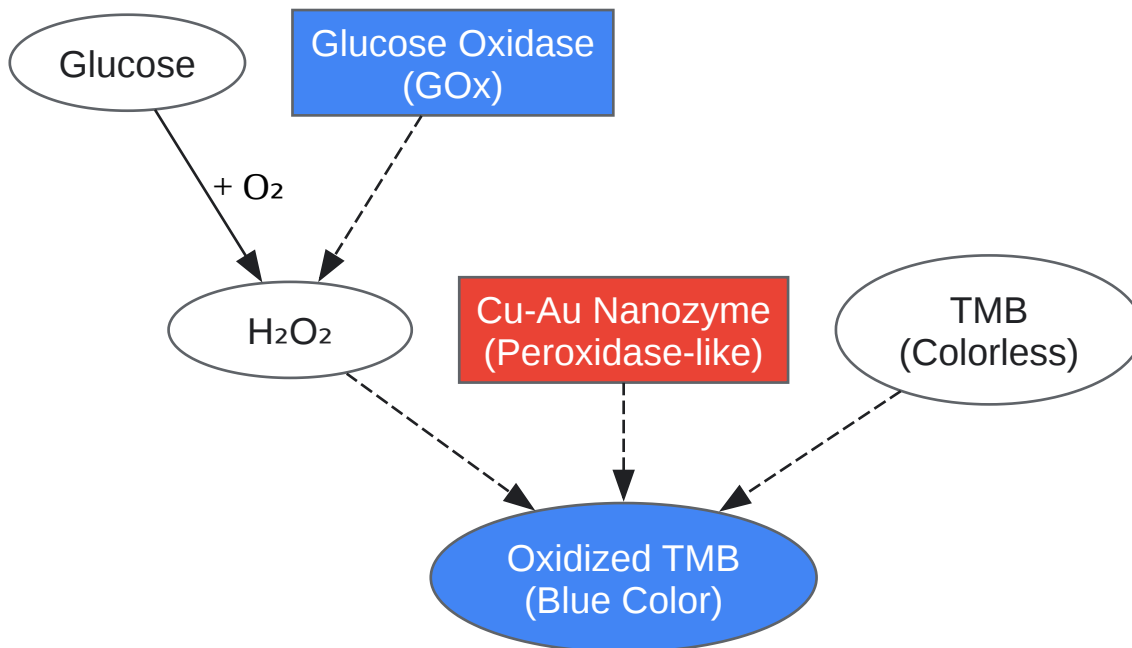 Glucose
Glucose Oxidase
(GOx)
+ O₂
H₂O₂
Cu-Au Nanozyme
(Peroxidase-like)
TMB
(Colorless)
Oxidized TMB
(Blue Color)